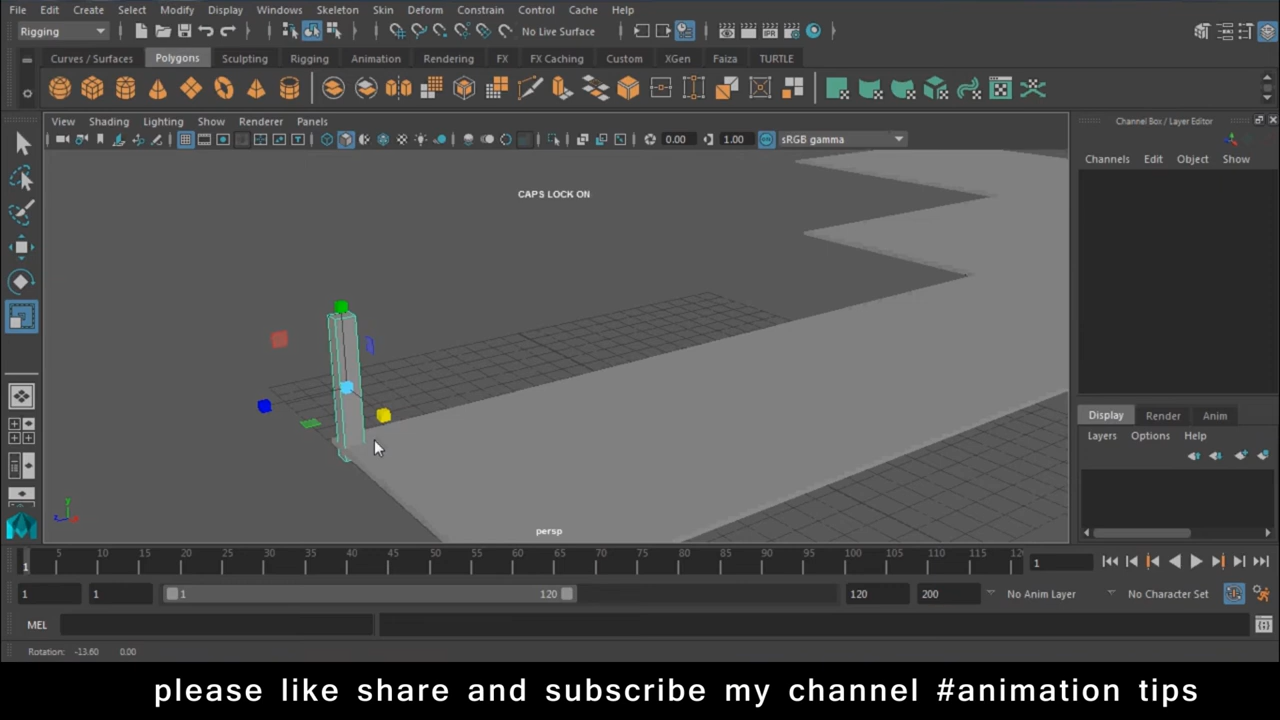 File Edit Create Select Modify Display Windows Skeleton Skin Deform Constrain Control Cache Help
Rigging No Live Surface
Curves / Surfaces Polygons Sculpting Rigging Animation Rendering FX FX Caching Custom XGen Faiza TURTLE
View Shading Lighting Show Renderer Panels
Channel Box / Layer Editor
0.00 1.00 sRGB gamma
Channels Edit Object Show
CAPS LOCK ON
Display Render Anim
Layers Options Help
persp
5 10 15 20 25 30 35 40 45 50 55 60 65 70 75 80 85 90 95 100 105 110 115 12
1 1
1 1 1 120 120 200 No Anim Layer No Character Set
MEL
Rotation: -13.60 0.00
please like share and subscribe my channel #animation tips